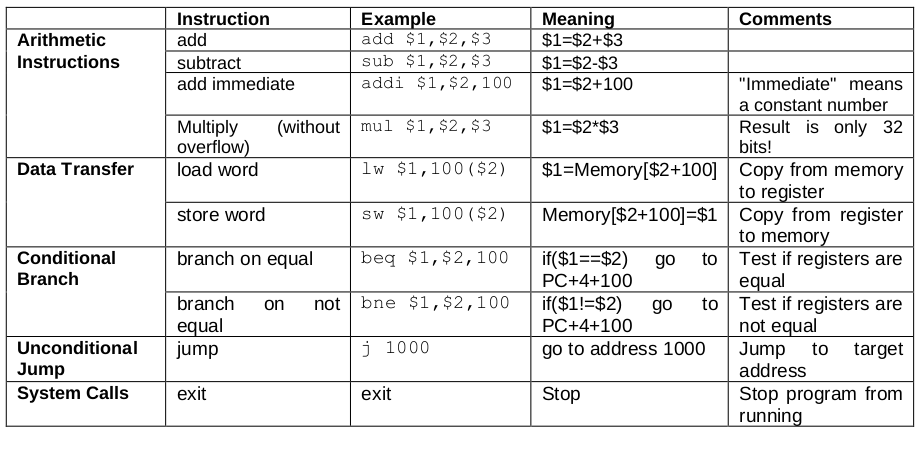 Instruction Example Meaning Comments
Arithmetic Instructions add add $1,$2,$3 $1=$2+$3
subtract sub $1,$2,$3 $1=$2-$3
add immediate addi $1,$2,100 $1=$2+100 "Immediate" means a constant number
Multiply (without overflow) mul $1,$2,$3 $1=$2*$3 Result is only 32 bits!
Data Transfer load word lw $1,100($2) $1=Memory[$2+100] Copy from memory to register
store word sw $1,100($2) Memory[$2+100]=$1 Copy from register to memory
Conditional Branch branch on equal beq $1,$2,100 if($1==$2) go to PC+4+100 Test if registers are equal
branch on not equal bne $1,$2,100 if($1!=$2) go to PC+4+100 Test if registers are not equal
Unconditional Jump jump j 1000 go to address 1000 Jump to target address
System Calls exit exit Stop Stop program from running